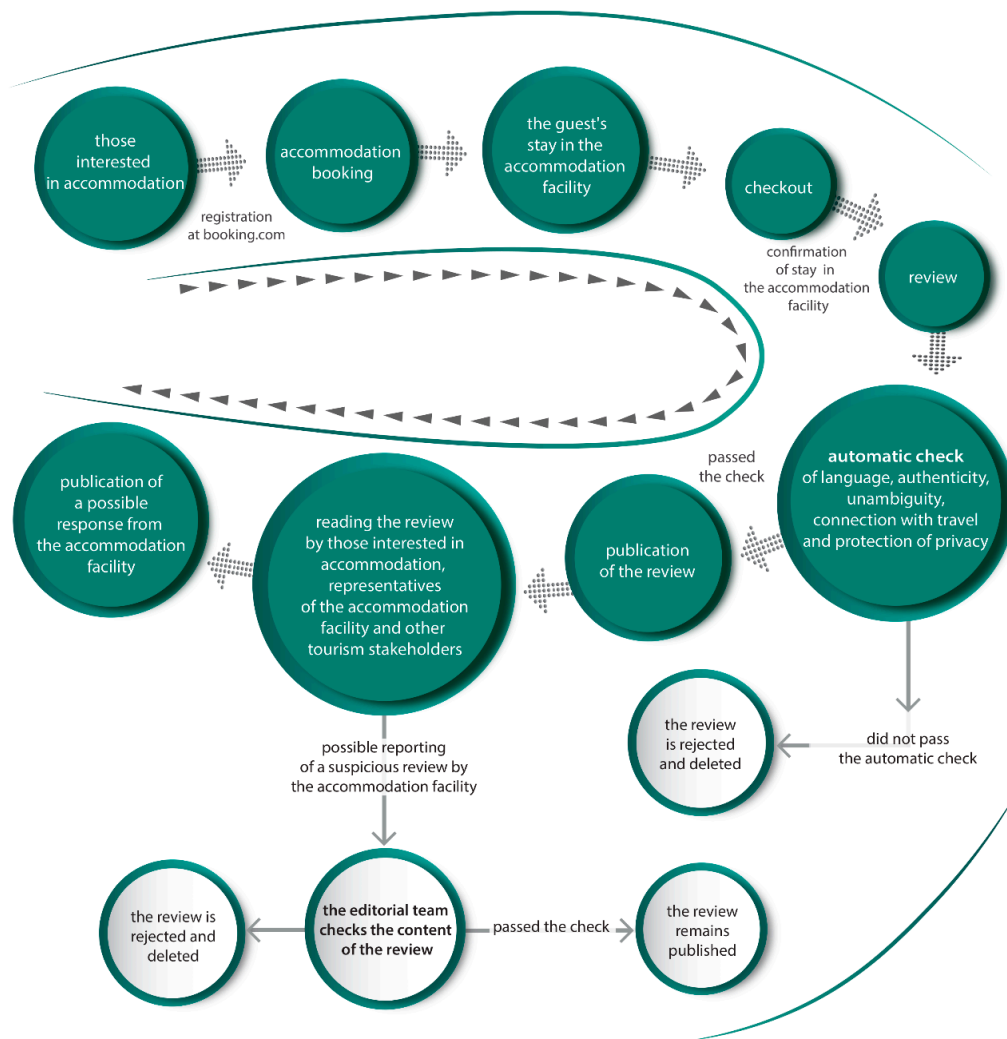 those
interested
in accommodation
registration
at booking.com
accommodation
booking
the guest's
stay in the
accommodation
facility
checkout
confirmation
of stay in
the accommodation
facility
review
automatic check
of language, authenticity,
unambiguity,
connection with travel
and protection of privacy
passed
the check
publication
of the review
reading the review
by those interested in
accommodation,
representatives
of the accommodation
facility and other
tourism stakeholders
publication of
a possible
response from
the accommodation
facility
did not pass
the automatic check
the review
is rejected
and deleted
possible reporting
of a suspicious review by
the accommodation facility
the editorial team
checks the content
of the review
the review is
rejected and
deleted
passed the check
the review
remains
published